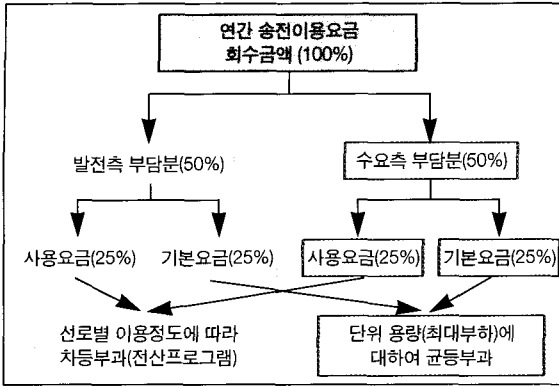 연간 송전이용요금
회수금액 (100%)
발전측 부담분(50%)
수요측 부담분(50%)
사용요금(25%)
기본요금(25%)
사용요금(25%)
기본요금(25%)
선로별 이용정도에 따라
차등부과(전산프로그램)
단위 용량(최대부하)에
대하여 균등부과